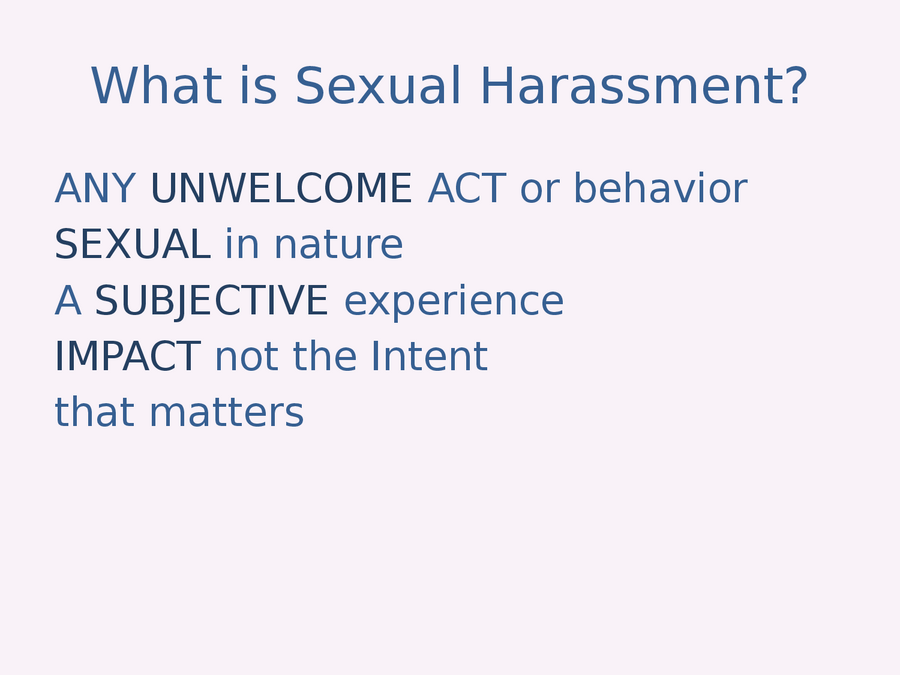 What is Sexual Harassment?
ANY UNWELCOME ACT or behavior
SEXUAL in nature
A SUBJECTIVE experience
IMPACT not the Intent
that matters